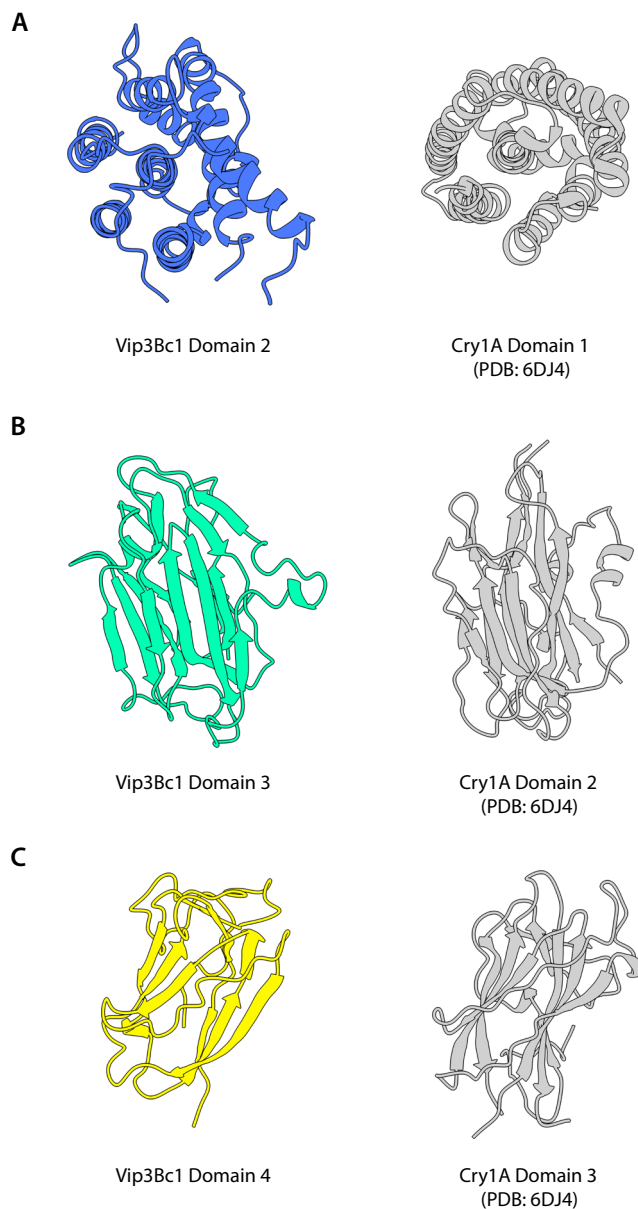 A
Vip3Bc1 Domain 2
Cry1A Domain 1
(PDB: 6DJ4)
B
Vip3Bc1 Domain 3
Cry1A Domain 2
(PDB: 6DJ4)
C
Vip3Bc1 Domain 4
Cry1A Domain 3
(PDB: 6DJ4)